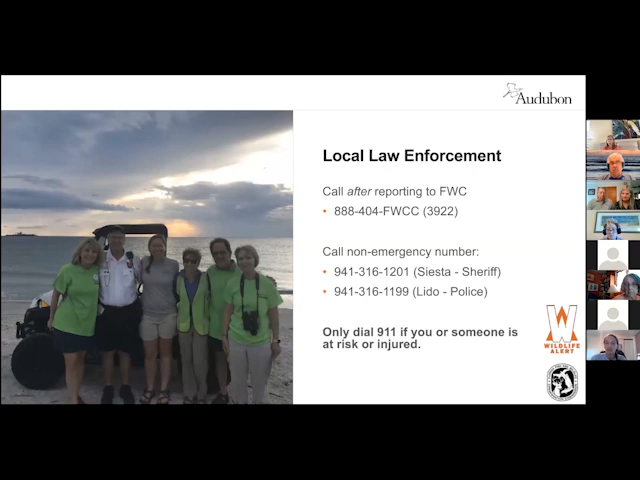 Audubon
Local Law Enforcement
Call after reporting to FWC
• 888-404-FWCC (3922)
Call non-emergency number:
• 941-316-1201 (Siesta - Sheriff)
• 941-316-1199 (Lido - Police)
Only dial 911 if you or someone is
at risk or injured.
WILDLIFE
ALERT